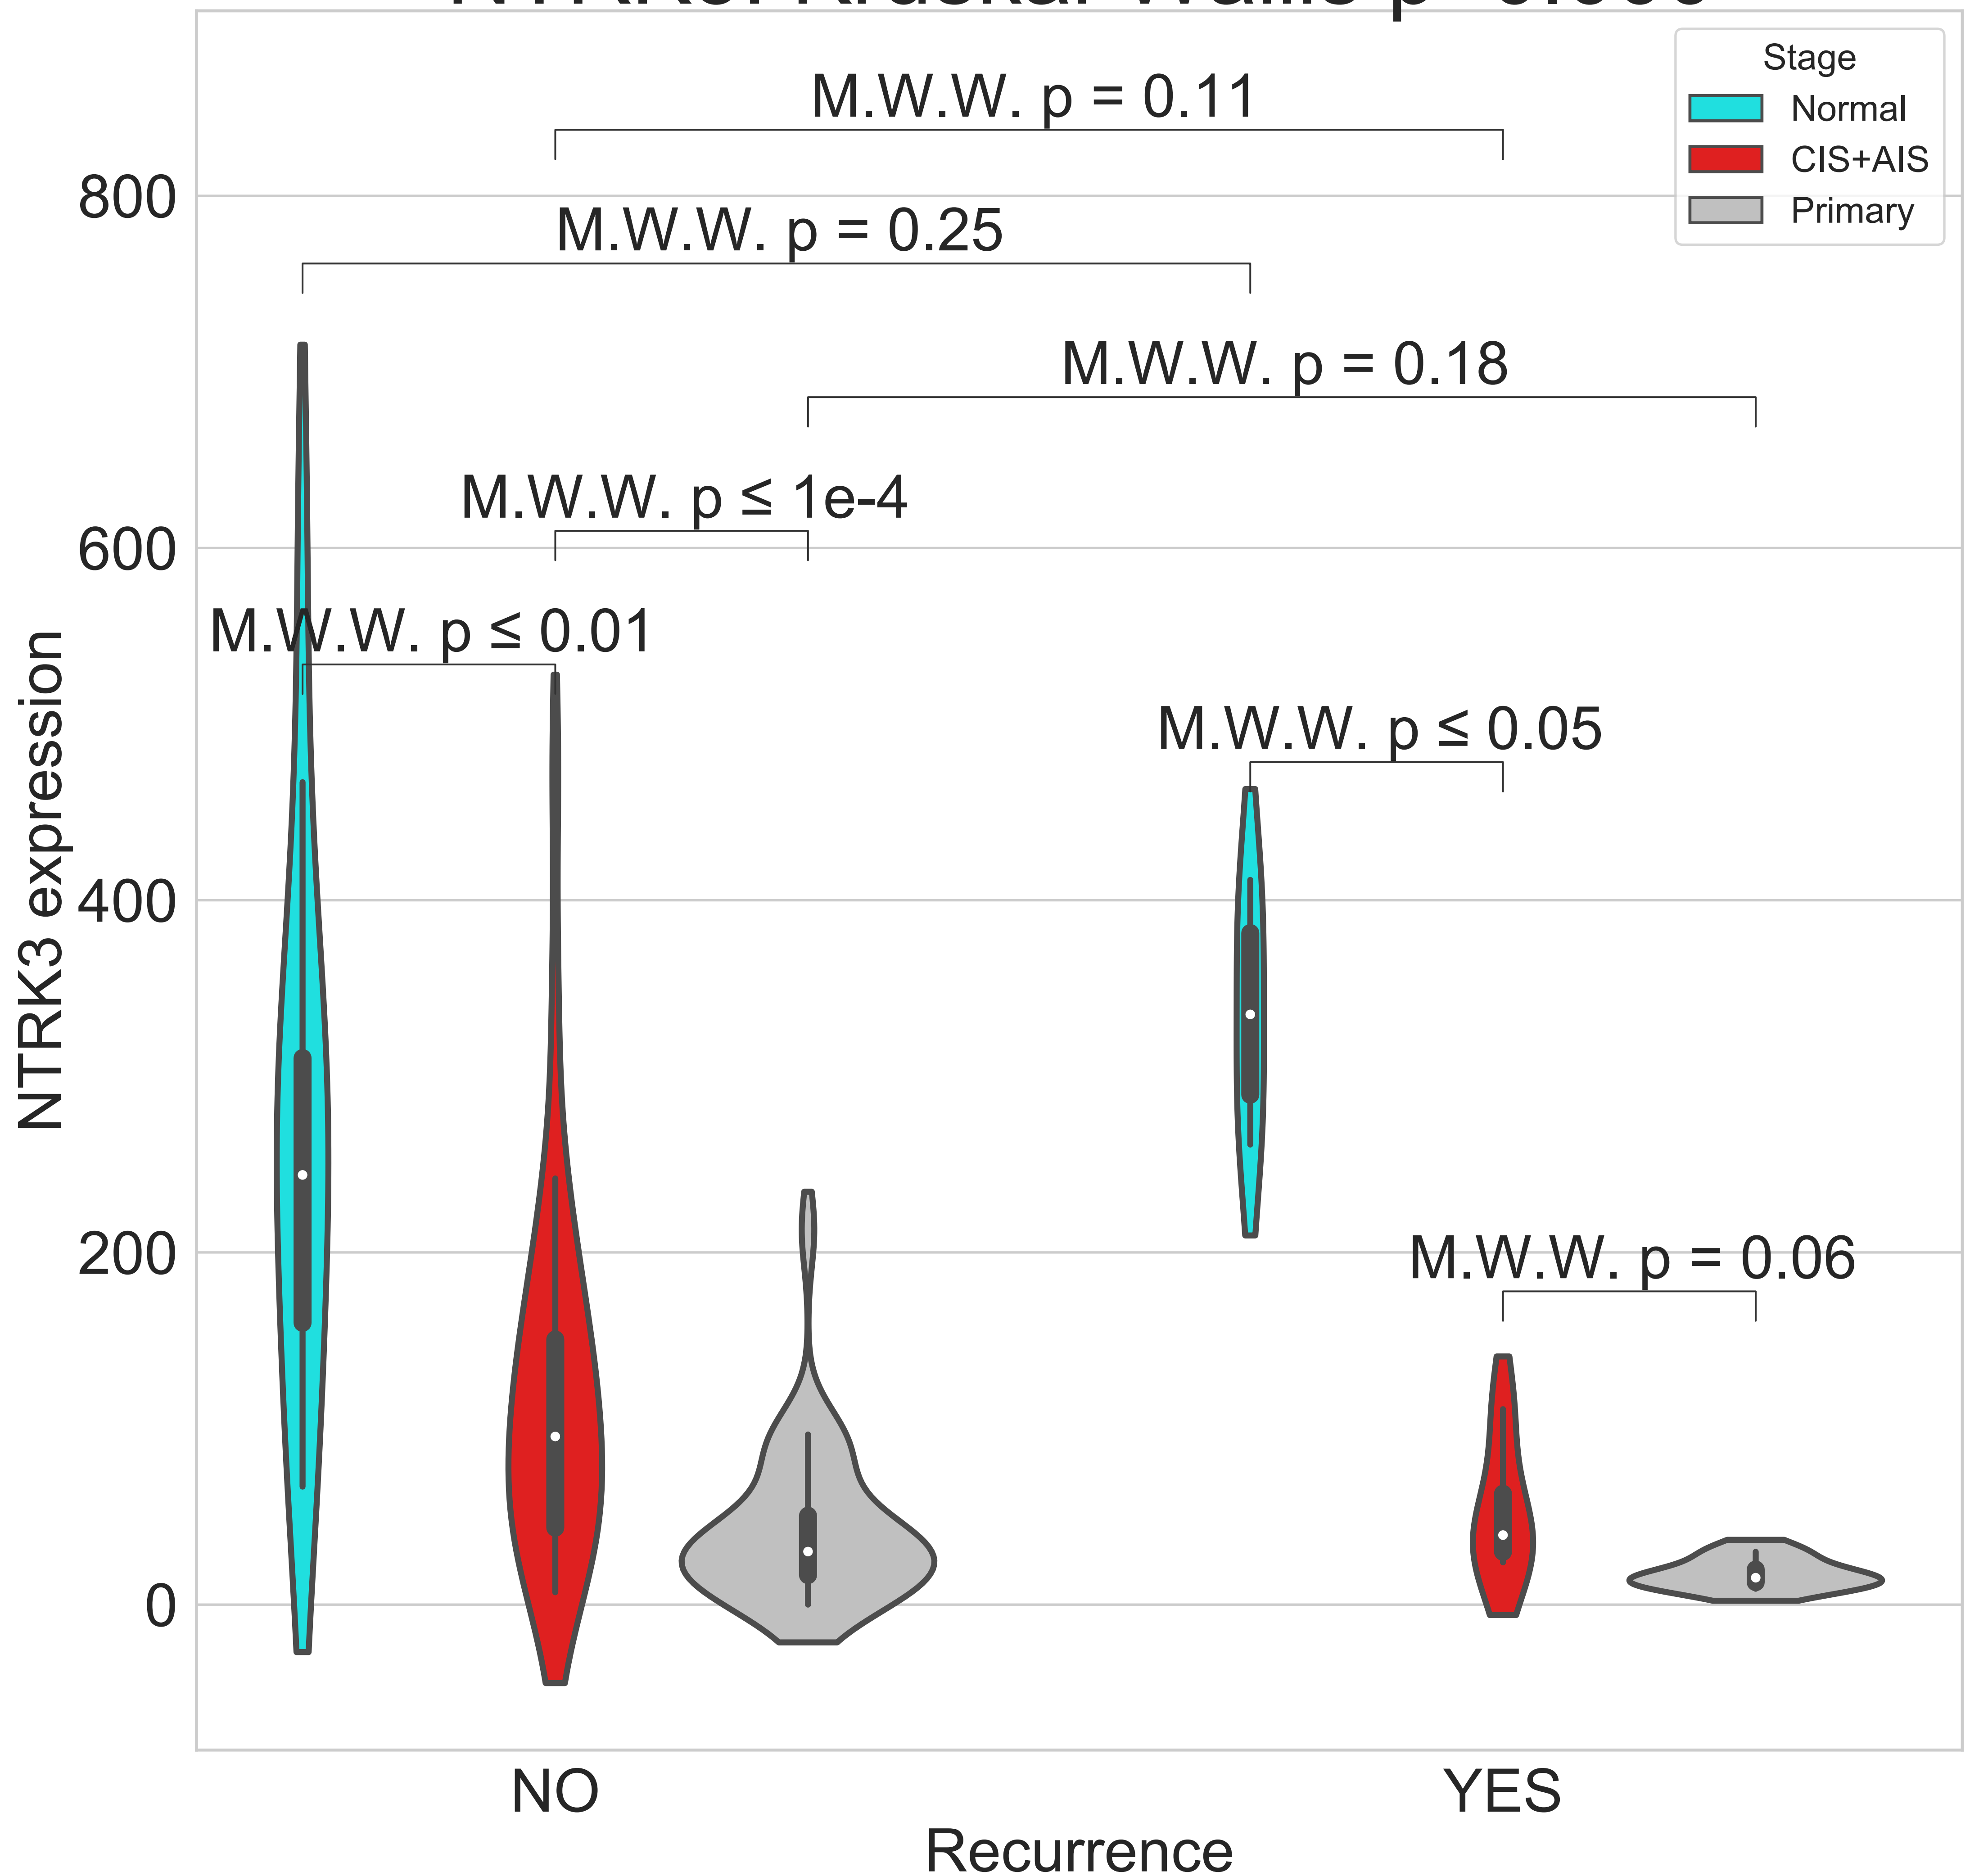 Stage
Normal
CIS+AIS
Primary
M.W.W. p = 0.11
M.W.W. p = 0.25
M.W.W. p = 0.18
M.W.W. p ≤ 1e-4
M.W.W. p ≤ 0.01
M.W.W. p ≤ 0.05
M.W.W. p = 0.06
800
600
400
200
0
NTRK3 expression
NO
YES
Recurrence